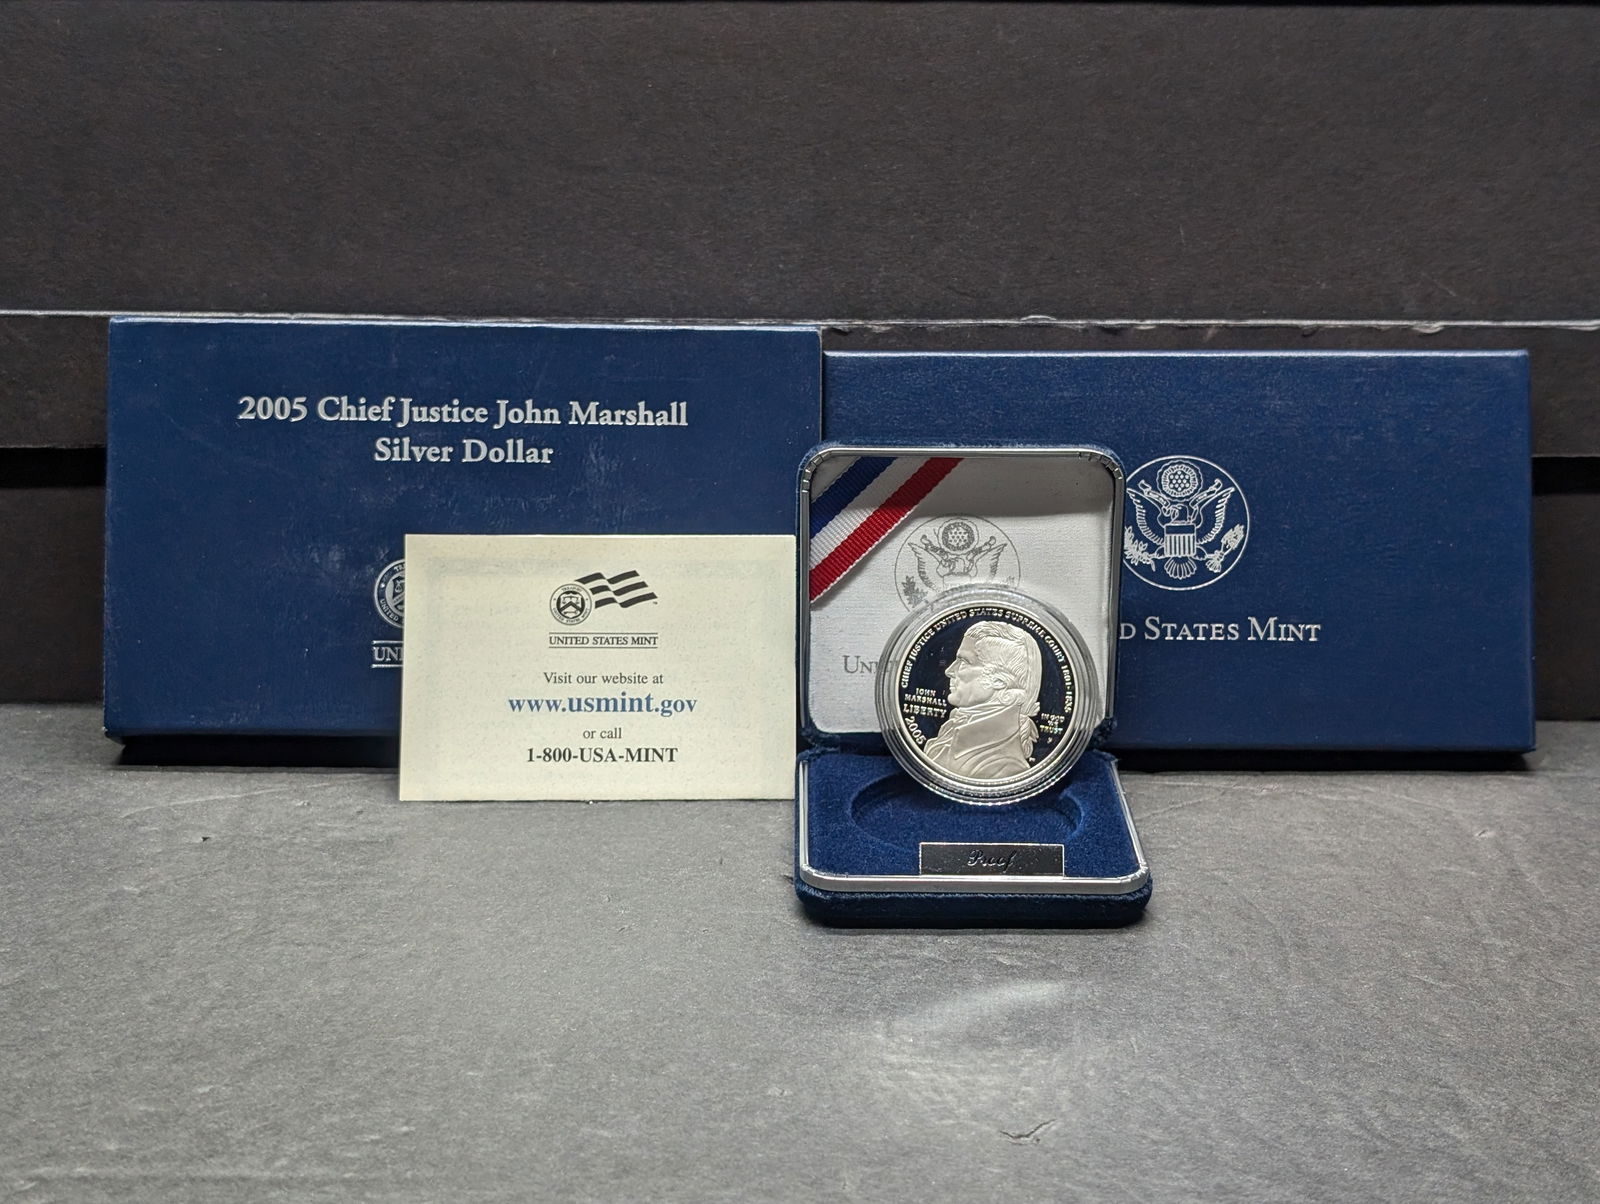 2005 Chief Justice John Marshall
Silver Dollar
UN
UNITED STATES MINT
Visit our website at
www.usmint.gov
or call
1-800-USA-MINT
UNI
CHIEF JUSTICE UNITED STATES SUPREME COURT 1801-1835
JOHN
MARSHALL
LIBERTY
2005
IN GOD
WE
TRUST
P
Proof
D STATES MINT